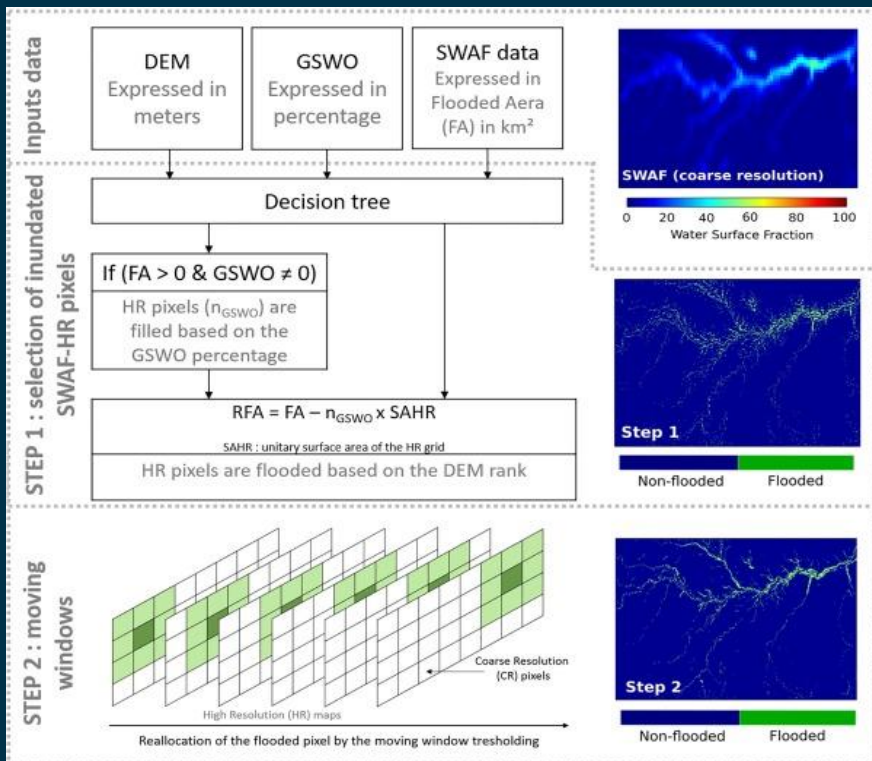 Inputs data
DEM
Expressed in
meters
GSWO
Expressed in
percentage
SWAF data
Expressed in
Flooded Aera
(FA) in km²
SWAF (coarse resolution)
0 20 40 60 80 100
Water Surface Fraction
STEP 1 : selection of inundated
SWAF-HR pixels
Decision tree
If (FA > 0 & GSWO ≠ 0)
HR pixels (nGSWO) are
filled based on the
GSWO percentage
RFA = FA – nGSWO x SAHR
SAHR : unitary surface area of the HR grid
HR pixels are flooded based on the DEM rank
Step 1
Non-flooded Flooded
STEP 2 : moving
windows
Coarse Resolution
(CR) pixels
High Resolution (HR) maps
Reallocation of the flooded pixel by the moving window tresholding
Step 2
Non-flooded Flooded